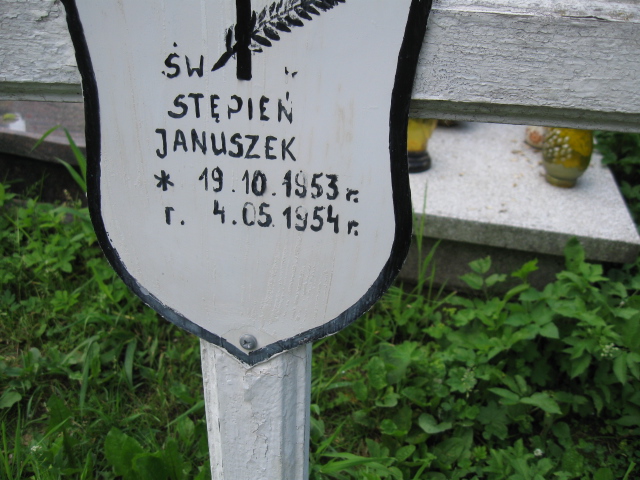 ŚW
STĘPIEŃ
JANUSZEK
* 19.10.1953 r.
r. 4.05.1954 r.